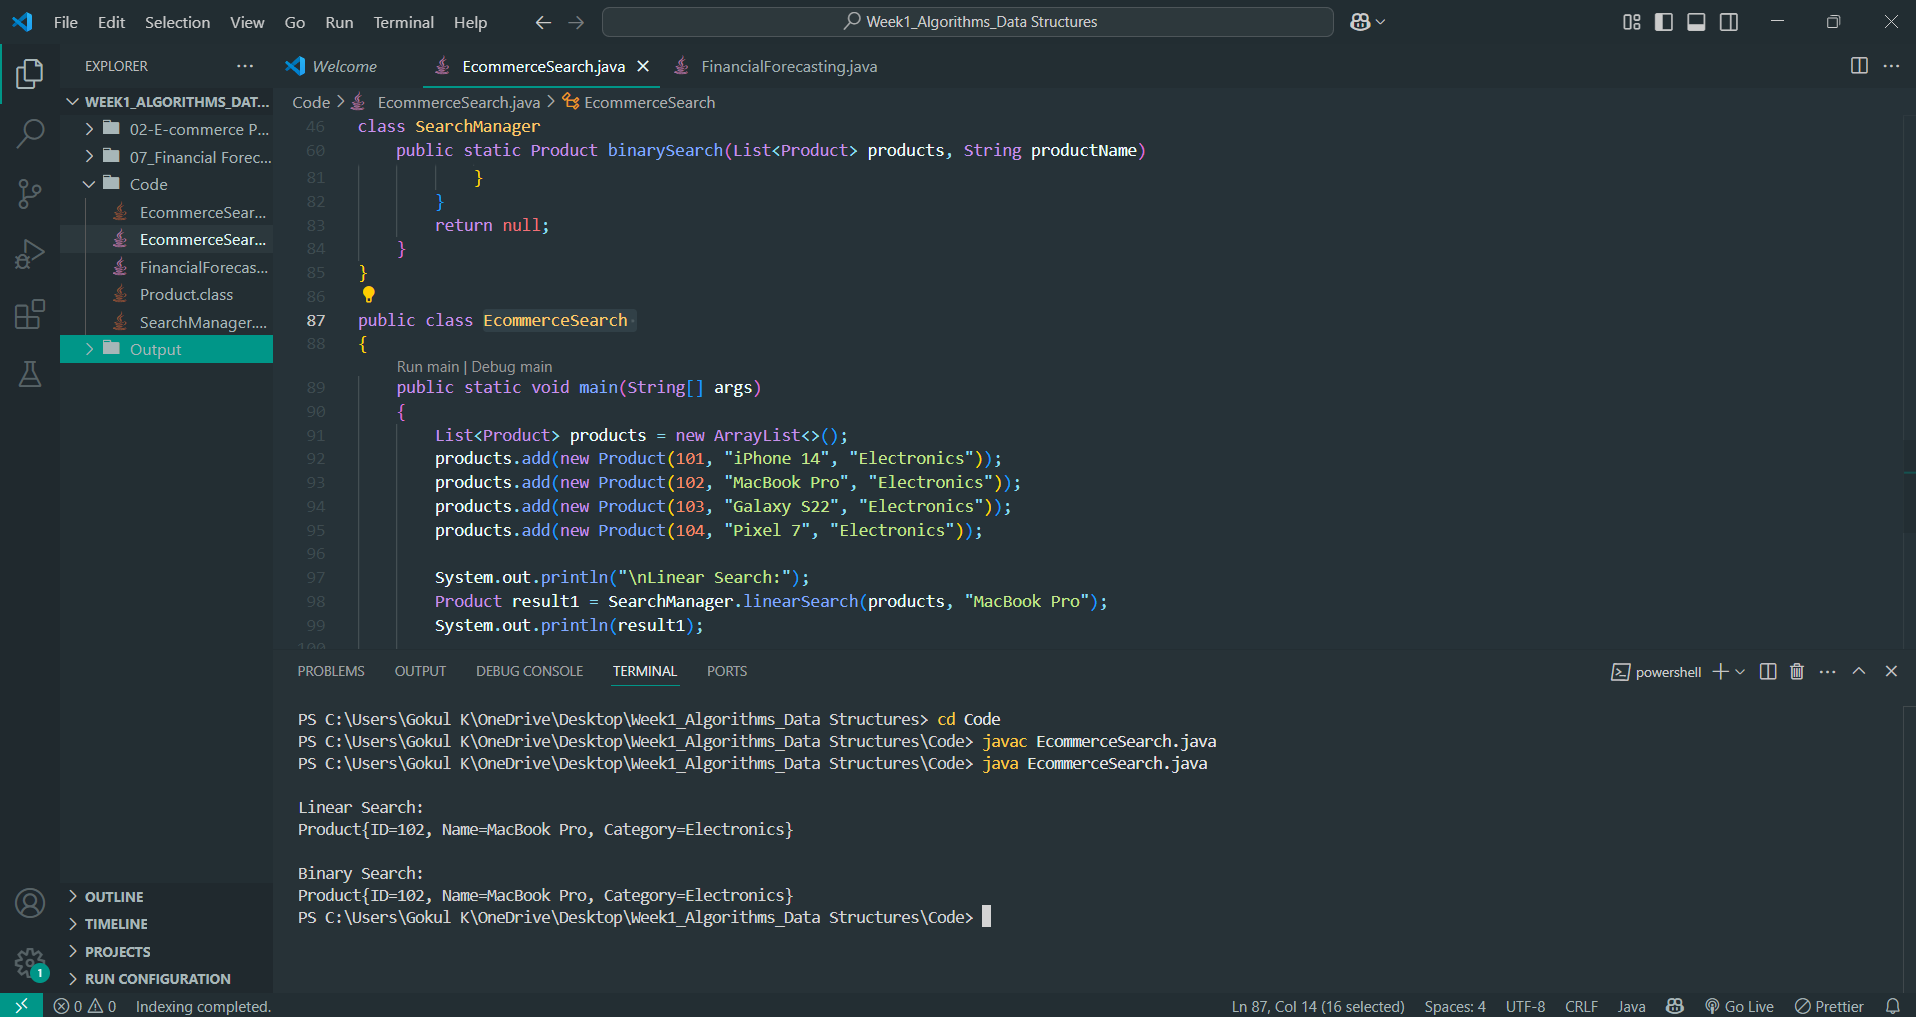 File Edit Selection View Go Run Terminal Help
Week1_Algorithms_Data Structures
EXPLORER
Welcome
EcommerceSearch.java
FinancialForecasting.java
WEEK1_ALGORITHMS_DAT...
02-E-commerce P...
07_Financial Forec...
Code
EcommerceSear...
EcommerceSear...
FinancialForecas...
Product.class
SearchManager....
Output
OUTLINE
TIMELINE
PROJECTS
RUN CONFIGURATION
Code > EcommerceSearch.java > EcommerceSearch
46 class SearchManager
60 public static Product binarySearch(List<Product> products, String productName)
81 }
82 }
83 return null;
84 }
85 }
86
87 public class EcommerceSearch
88 {
Run main | Debug main
89 public static void main(String[] args)
90 {
91 List<Product> products = new ArrayList<>();
92 products.add(new Product(101, "iPhone 14", "Electronics"));
93 products.add(new Product(102, "MacBook Pro", "Electronics"));
94 products.add(new Product(103, "Galaxy S22", "Electronics"));
95 products.add(new Product(104, "Pixel 7", "Electronics"));
96
97 System.out.println("\nLinear Search:");
98 Product result1 = SearchManager.linearSearch(products, "MacBook Pro");
99 System.out.println(result1);
100
PROBLEMS OUTPUT DEBUG CONSOLE TERMINAL PORTS
powershell
PS C:\Users\Gokul K\OneDrive\Desktop\Week1_Algorithms_Data Structures> cd Code
PS C:\Users\Gokul K\OneDrive\Desktop\Week1_Algorithms_Data Structures\Code> javac EcommerceSearch.java
PS C:\Users\Gokul K\OneDrive\Desktop\Week1_Algorithms_Data Structures\Code> java EcommerceSearch.java
Linear Search:
Product{ID=102, Name=MacBook Pro, Category=Electronics}
Binary Search:
Product{ID=102, Name=MacBook Pro, Category=Electronics}
PS C:\Users\Gokul K\OneDrive\Desktop\Week1_Algorithms_Data Structures\Code>
1
0 0 Indexing completed.
Ln 87, Col 14 (16 selected) Spaces: 4 UTF-8 CRLF Java Go Live Prettier